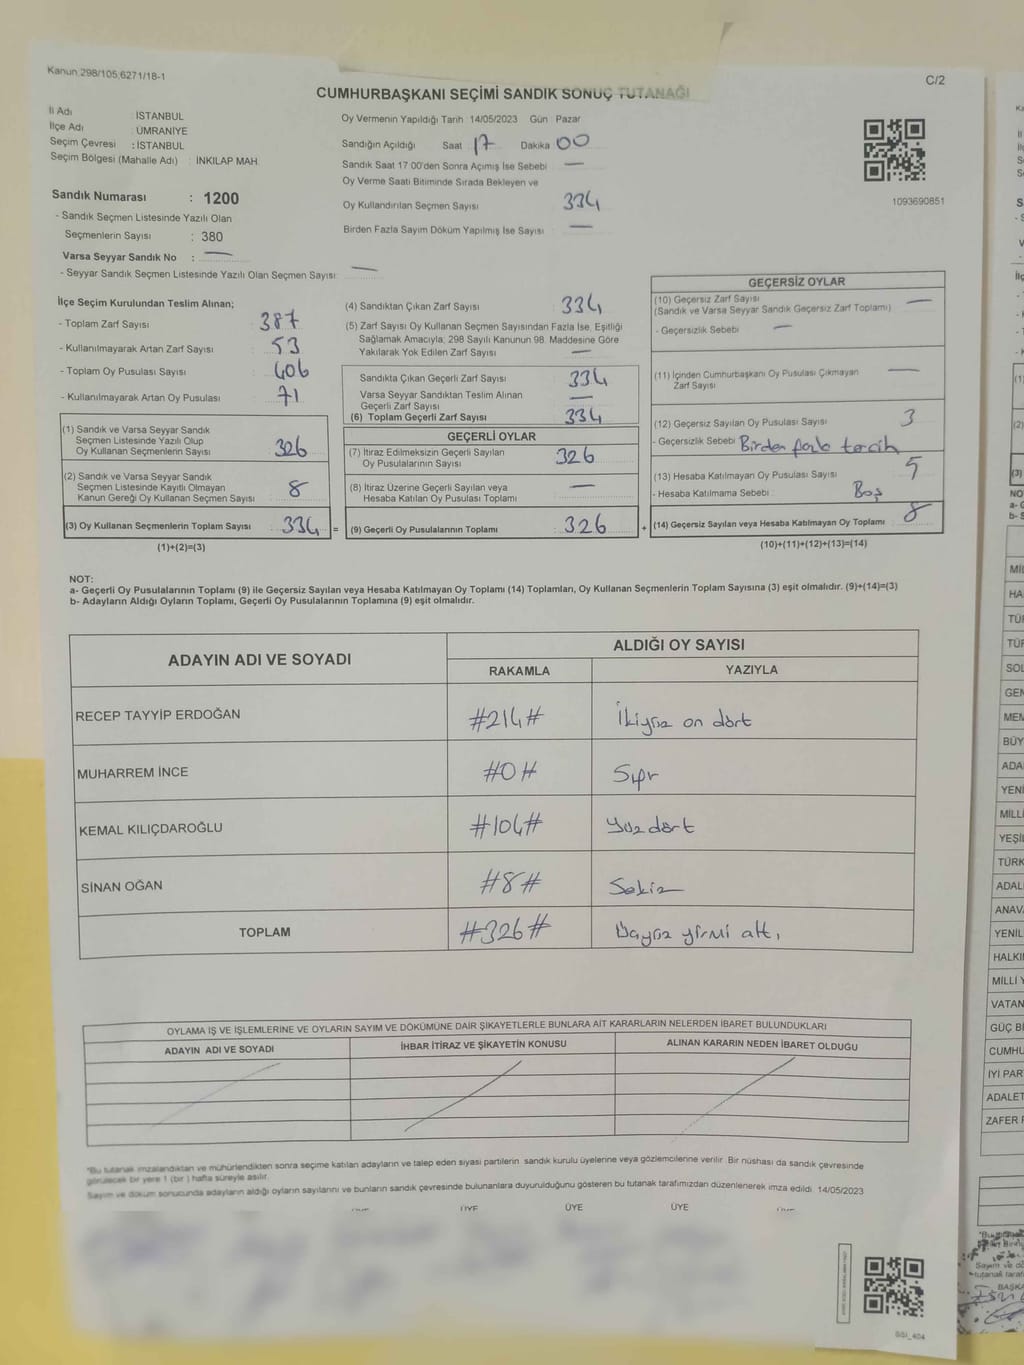 Kanun 298/105,6271/18-1
C/2
CUMHURBAŞKANI SEÇİMİ SANDIK SONUÇ TUTANAĞI
İl Adı : İSTANBUL
İlçe Adı : ÜMRANİYE
Seçim Çevresi : İSTANBUL
Seçim Bölgesi (Mahalle Adı) : İNKILAP MAH.
Sandık Numarası : 1200
- Sandık Seçmen Listesinde Yazılı Olan
Seçmenlerin Sayısı : 380
Varsa Seyyar Sandık No : —
- Seyyar Sandık Seçmen Listesinde Yazılı Olan Seçmen Sayısı: —
Oy Vermenin Yapıldığı Tarih 14/05/2023 Gün Pazar
Sandığın Açıldığı Saat 17 Dakika 00
Sandık Saat 17:00'den Sonra Açımış İse Sebebi —
Oy Verme Saati Bitiminde Sırada Bekleyen ve
Oy Kullandırılan Seçmen Sayısı 334
Birden Fazla Sayım Döküm Yapılmış İse Sayısı —
1093690851
İlçe Seçim Kurulundan Teslim Alınan;
- Toplam Zarf Sayısı 387
- Kullanılmayarak Artan Zarf Sayısı 53
- Toplam Oy Pusulası Sayısı 406
- Kullanılmayarak Artan Oy Pusulası 71
(1) Sandık ve Varsa Seyyar Sandık
Seçmen Listesinde Yazılı Olup
Oy Kullanan Seçmenlerin Sayısı 326
(2) Sandık ve Varsa Seyyar Sandık
Seçmen Listesinde Kayıtlı Olmayan
Kanun Gereği Oy Kullanan Seçmen Sayısı 8
(3) Oy Kullanan Seçmenlerin Toplam Sayısı 334 =
(1)+(2)=(3)
(4) Sandıktan Çıkan Zarf Sayısı : 334
(5) Zarf Sayısı Oy Kullanan Seçmen Sayısından Fazla İse, Eşitliği
Sağlamak Amacıyla; 298 Sayılı Kanunun 98. Maddesine Göre
Yakılarak Yok Edilen Zarf Sayısı —
Sandıkta Çıkan Geçerli Zarf Sayısı 334
Varsa Seyyar Sandıktan Teslim Alınan —
Geçerli Zarf Sayısı
(6) Toplam Geçerli Zarf Sayısı 334
GEÇERLİ OYLAR
(7) İtiraz Edilmeksizin Geçerli Sayılan
Oy Pusulalarının Sayısı 326
(8) İtiraz Üzerine Geçerli Sayılan veya
Hesaba Katılan Oy Pusulası Toplamı —
(9) Geçerli Oy Pusulalarının Toplamı : 326 +
GEÇERSİZ OYLAR
(10) Geçersiz Zarf Sayısı —
(Sandık ve Varsa Seyyar Sandık Geçersiz Zarf Toplamı)
- Geçersizlik Sebebi —
(11) İçinden Cumhurbaşkanı Oy Pusulası Çıkmayan —
Zarf Sayısı
(12) Geçersiz Sayılan Oy Pusulası Sayısı 3
- Geçersizlik Sebebi Birden fazla tercih
(13) Hesaba Katılmayan Oy Pusulası Sayısı 5
- Hesaba Katılmama Sebebi Boş
(14) Geçersiz Sayılan veya Hesaba Katılmayan Oy Toplamı 8
(10)+(11)+(12)+(13)=(14)
NOT:
a- Geçerli Oy Pusulalarının Toplamı (9) ile Geçersiz Sayılan veya Hesaba Katılmayan Oy Toplamı (14) Toplamları, Oy Kullanan Seçmenlerin Toplam Sayısına (3) eşit olmalıdır. (9)+(14)=(3)
b- Adayların Aldığı Oyların Toplamı, Geçerli Oy Pusulalarının Toplamına (9) eşit olmalıdır.
ADAYIN ADI VE SOYADI
ALDIĞI OY SAYISI
RAKAMLA YAZIYLA
RECEP TAYYİP ERDOĞAN #214# İkiyüz on dört
MUHARREM İNCE #0# Sıfır
KEMAL KILIÇDAROĞLU #104# Yüz dört
SİNAN OĞAN #8# Sekiz
TOPLAM #326# Üçyüz yirmi altı
OYLAMA İŞ VE İŞLEMLERİNE VE OYLARIN SAYIM VE DÖKÜMÜNE DAİR ŞİKAYETLERLE BUNLARA AİT KARARLARIN NELERDEN İBARET BULUNDUKLARI
ADAYIN ADI VE SOYADI İHBAR İTİRAZ VE ŞİKAYETİN KONUSU ALINAN KARARIN NEDEN İBARET OLDUĞU
*Bu tutanak imzalandıktan ve mühürlendikten sonra seçime katılan adayların ve talep eden siyasi partilerin sandık kurulu üyelerine veya gözlemcilerine verilir. Bir nüshası da sandık çevresinde
görülecek bir yere 1 (bir ) hafta süreyle asılır.
Sayım ve döküm sonucunda adayların aldığı oyların sayılarını ve bunların sandık çevresinde bulunanlara duyurulduğunu gösteren bu tutanak tarafımızdan düzenlenerek imza edildi. 14/05/2023
ÜYE ÜYE ÜYE